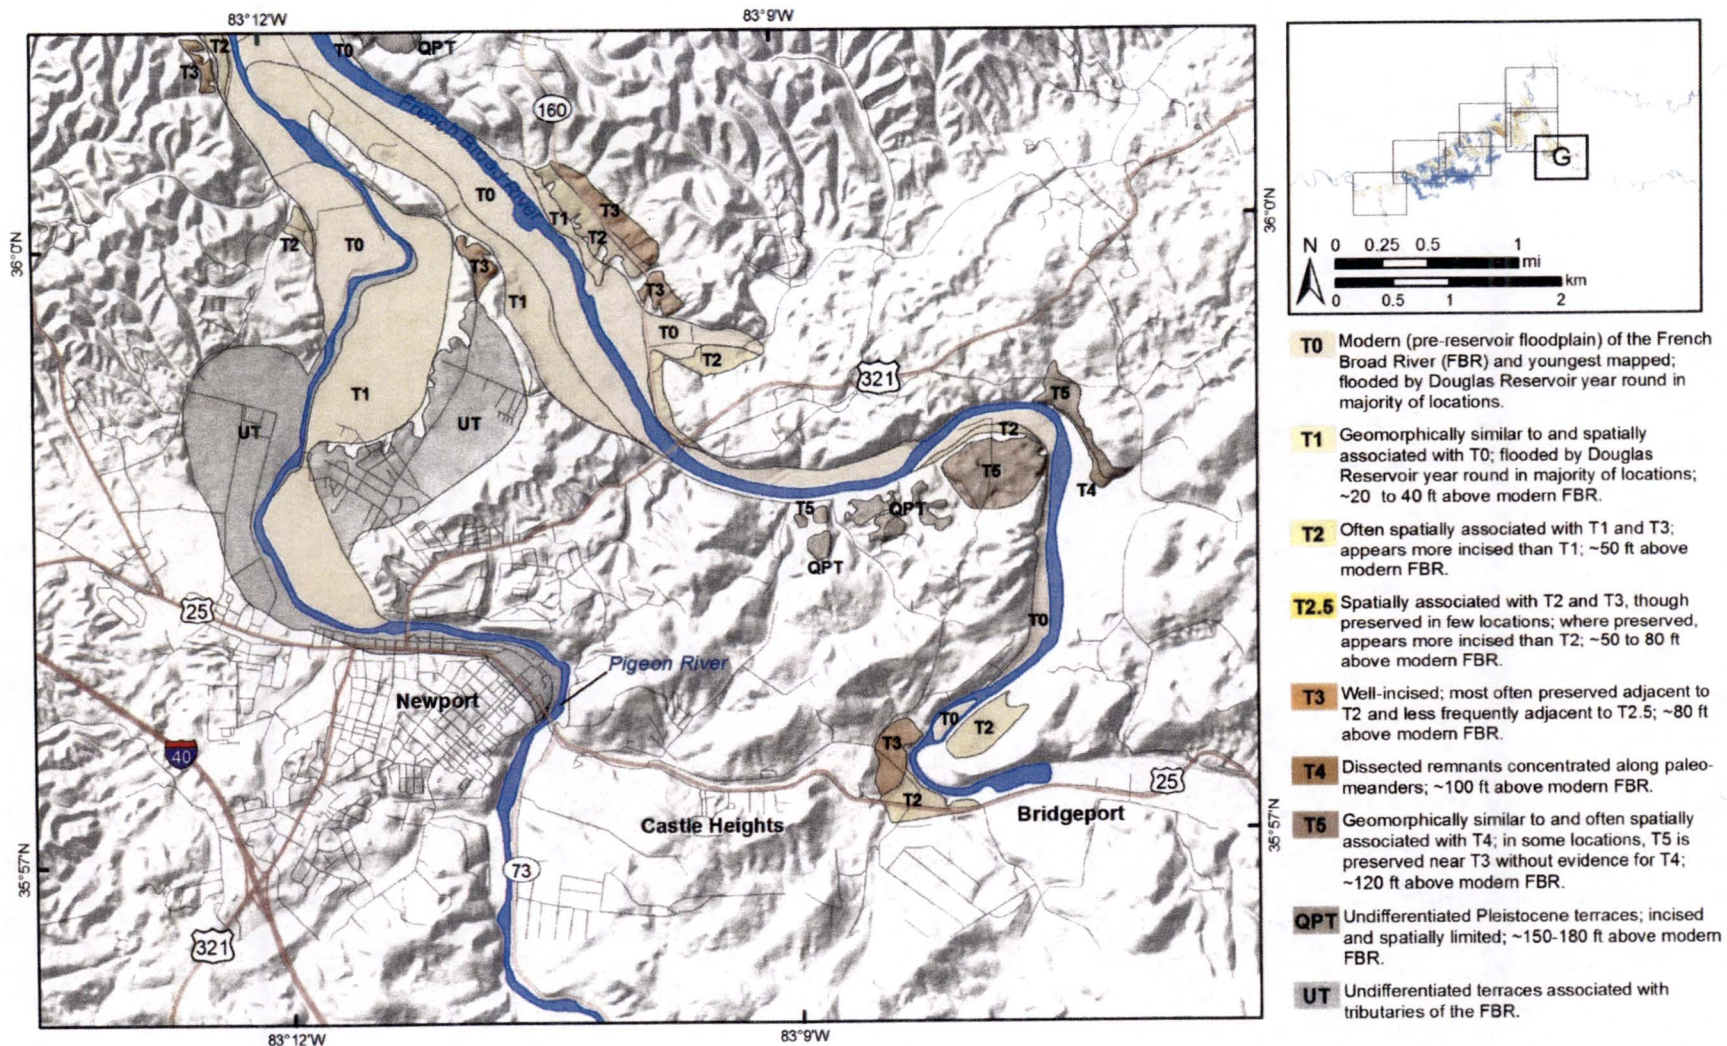 83°12'W
83°9'W
T2
T0
QPT
T3
160
French Broad River
T0
T3
T1
T2
T2
T0
T3
T3
T1
T0
T2
321
T5
T1
UT
UT
T2
T5
T4
T5
QPT
QPT
25
T0
Pigeon River
Newport
T0
T2
T3
40
25
T2
Castle Heights
Bridgeport
73
321
36°0'N
36°0'N
35°57'N
35°57'N
83°12'W
83°9'W
G
N
0 0.25 0.5 1
mi
km
0 0.5 1 2
T0 Modern (pre-reservoir floodplain) of the French
Broad River (FBR) and youngest mapped;
flooded by Douglas Reservoir year round in
majority of locations.
T1 Geomorphically similar to and spatially
associated with T0; flooded by Douglas
Reservoir year round in majority of locations;
~20 to 40 ft above modern FBR.
T2 Often spatially associated with T1 and T3;
appears more incised than T1; ~50 ft above
modern FBR.
T2.5 Spatially associated with T2 and T3, though
preserved in few locations; where preserved,
appears more incised than T2; ~50 to 80 ft
above modern FBR.
T3 Well-incised; most often preserved adjacent to
T2 and less frequently adjacent to T2.5; ~80 ft
above modern FBR.
T4 Dissected remnants concentrated along paleo-
meanders; ~100 ft above modern FBR.
T5 Geomorphically similar to and often spatially
associated with T4; in some locations, T5 is
preserved near T3 without evidence for T4;
~120 ft above modern FBR.
QPT Undifferentiated Pleistocene terraces; incised
and spatially limited; ~150-180 ft above modern
FBR.
UT Undifferentiated terraces associated with
tributaries of the FBR.